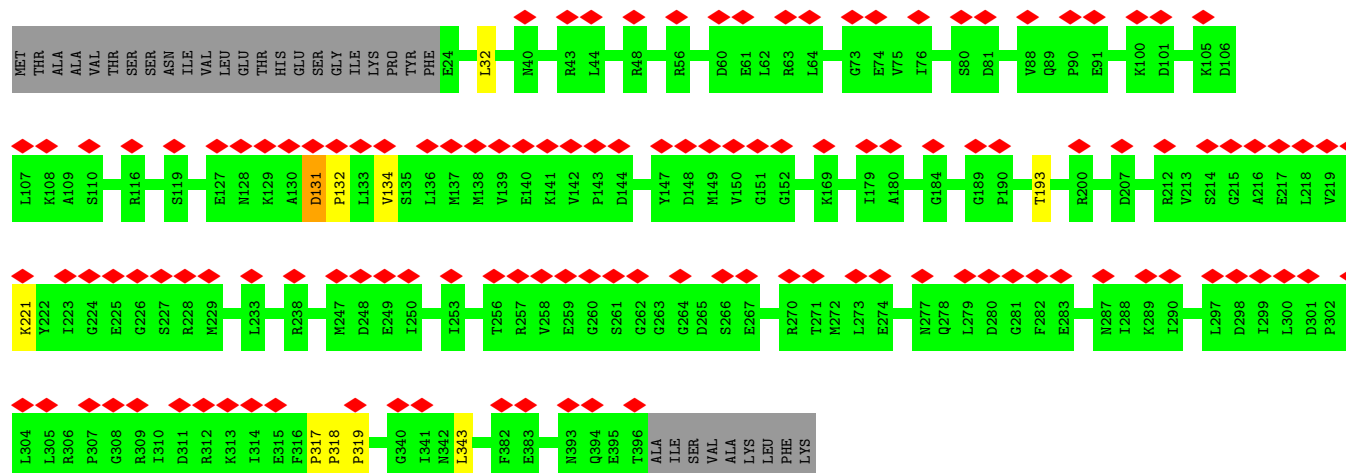 MET THR ALA ALA VAL THR SER SER ASN ILE VAL LEU GLU THR HIS GLU SER GLY ILE LYS PRO TYR PHE E24 L32 N40 R43 L44 R48 R56 D60 E61 L62 R63 L64 G73 E74 V75 I76 S80 D81 V88 Q89 P90 E91 K100 D101 K105 D106
L107 K108 A109 S110 R116 S119 E127 N128 K129 A130 D131 P132 L133 V134 S135 L136 M137 M138 V139 E140 K141 V142 P143 D144 Y147 D148 M149 V150 G151 G152 K169 I179 A180 G184 G189 P190 T193 R200 D207 R212 V213 S214 G215 A216 E217 L218 V219
K221 Y222 I223 G224 E225 G226 S227 R228 M229 L233 R238 M247 D248 E249 I250 I253 T256 R257 V258 E259 G260 S261 G262 G263 G264 D265 S266 E267 R270 T271 M272 L273 E274 N277 Q278 L279 D280 G281 F282 E283 N287 I288 K289 I290 L297 D298 I299 L300 D301 P302
L304 L305 R306 P307 G308 R309 I310 D311 R312 K313 I314 E315 F316 P317 P318 P319 G340 I341 N342 L343 F382 E383 N393 Q394 E395 T396 ALA ILE SER VAL ALA LYS LEU PHE LYS